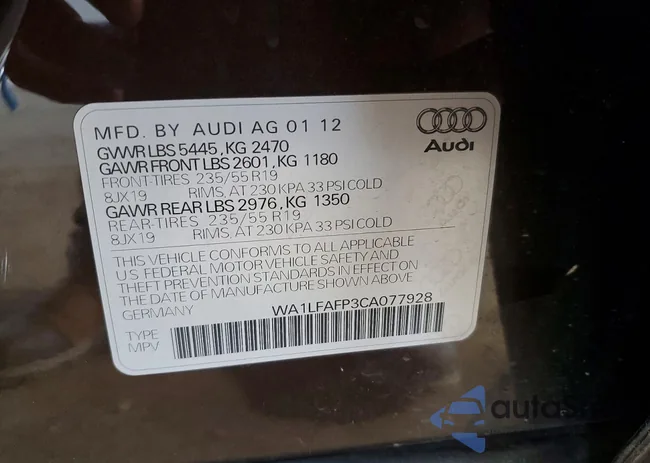 MFD. BY AUDI AG 01 12
Audi
GVWR LBS 5445, KG 2470
GAWR FRONT LBS 2601, KG 1180
FRONT-TIRES 235/55 R19
8JX19 RIMS, AT 230 KPA 33 PSI COLD
GAWR REAR LBS 2976, KG 1350
REAR-TIRES 235/55 R19
8JX19 RIMS, AT 230 KPA 33 PSI COLD
THIS VEHICLE CONFORMS TO ALL APPLICABLE
U.S. FEDERAL MOTOR VEHICLE SAFETY AND
THEFT PREVENTION STANDARDS IN EFFECT ON
THE DATE OF MANUFACTURE SHOWN ABOVE.
GERMANY WA1LFAFP3CA077928
TYPE
MPV